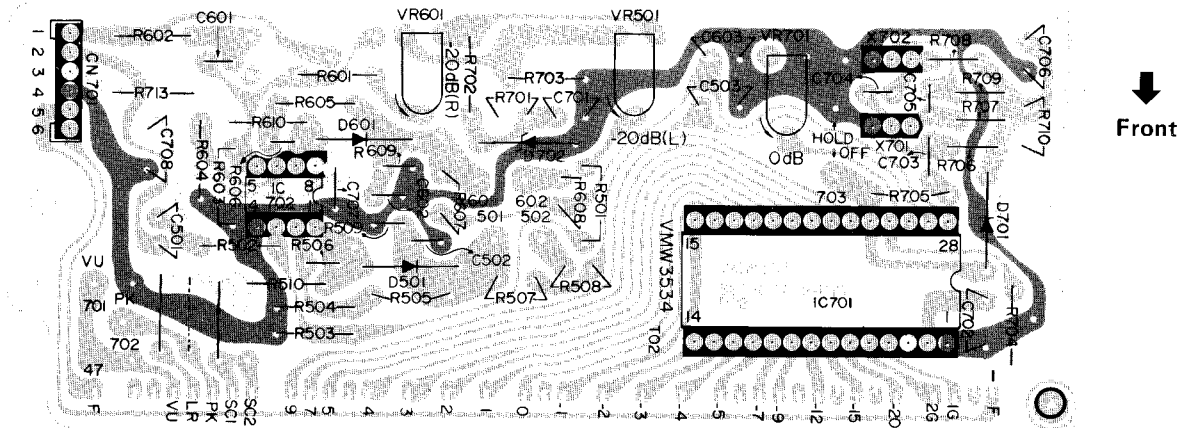 C601
VR601
VR501
1
2
3
4
5
6
CN701
R602
R713
R601
R605
R610
D601
R609
-20dB(R)
R702
R703
R701
C701
D702
-20dB(L)
C603
VR701
C503
C704
0dB
HOLD
OFF
X702
C705
X701
C703
R708
R709
R707
R706
R705
C706
R710
Front
C708
R604
R603
R606
5
IC
8
4
702
C501
R502
R506
R510
R504
R503
R607
501
602
502
R608
R501
C502
D501
R505
R507
R508
703
15
28
VMW3534
14
IC701
D701
R704
VU
701
PK
702
47
T02
F
VU
L/R
PK
SC1
SC2
9
7
5
4
3
2
1
0
-1
-2
-3
-4
-5
-7
-9
-12
-15
-20
2G
1G
F